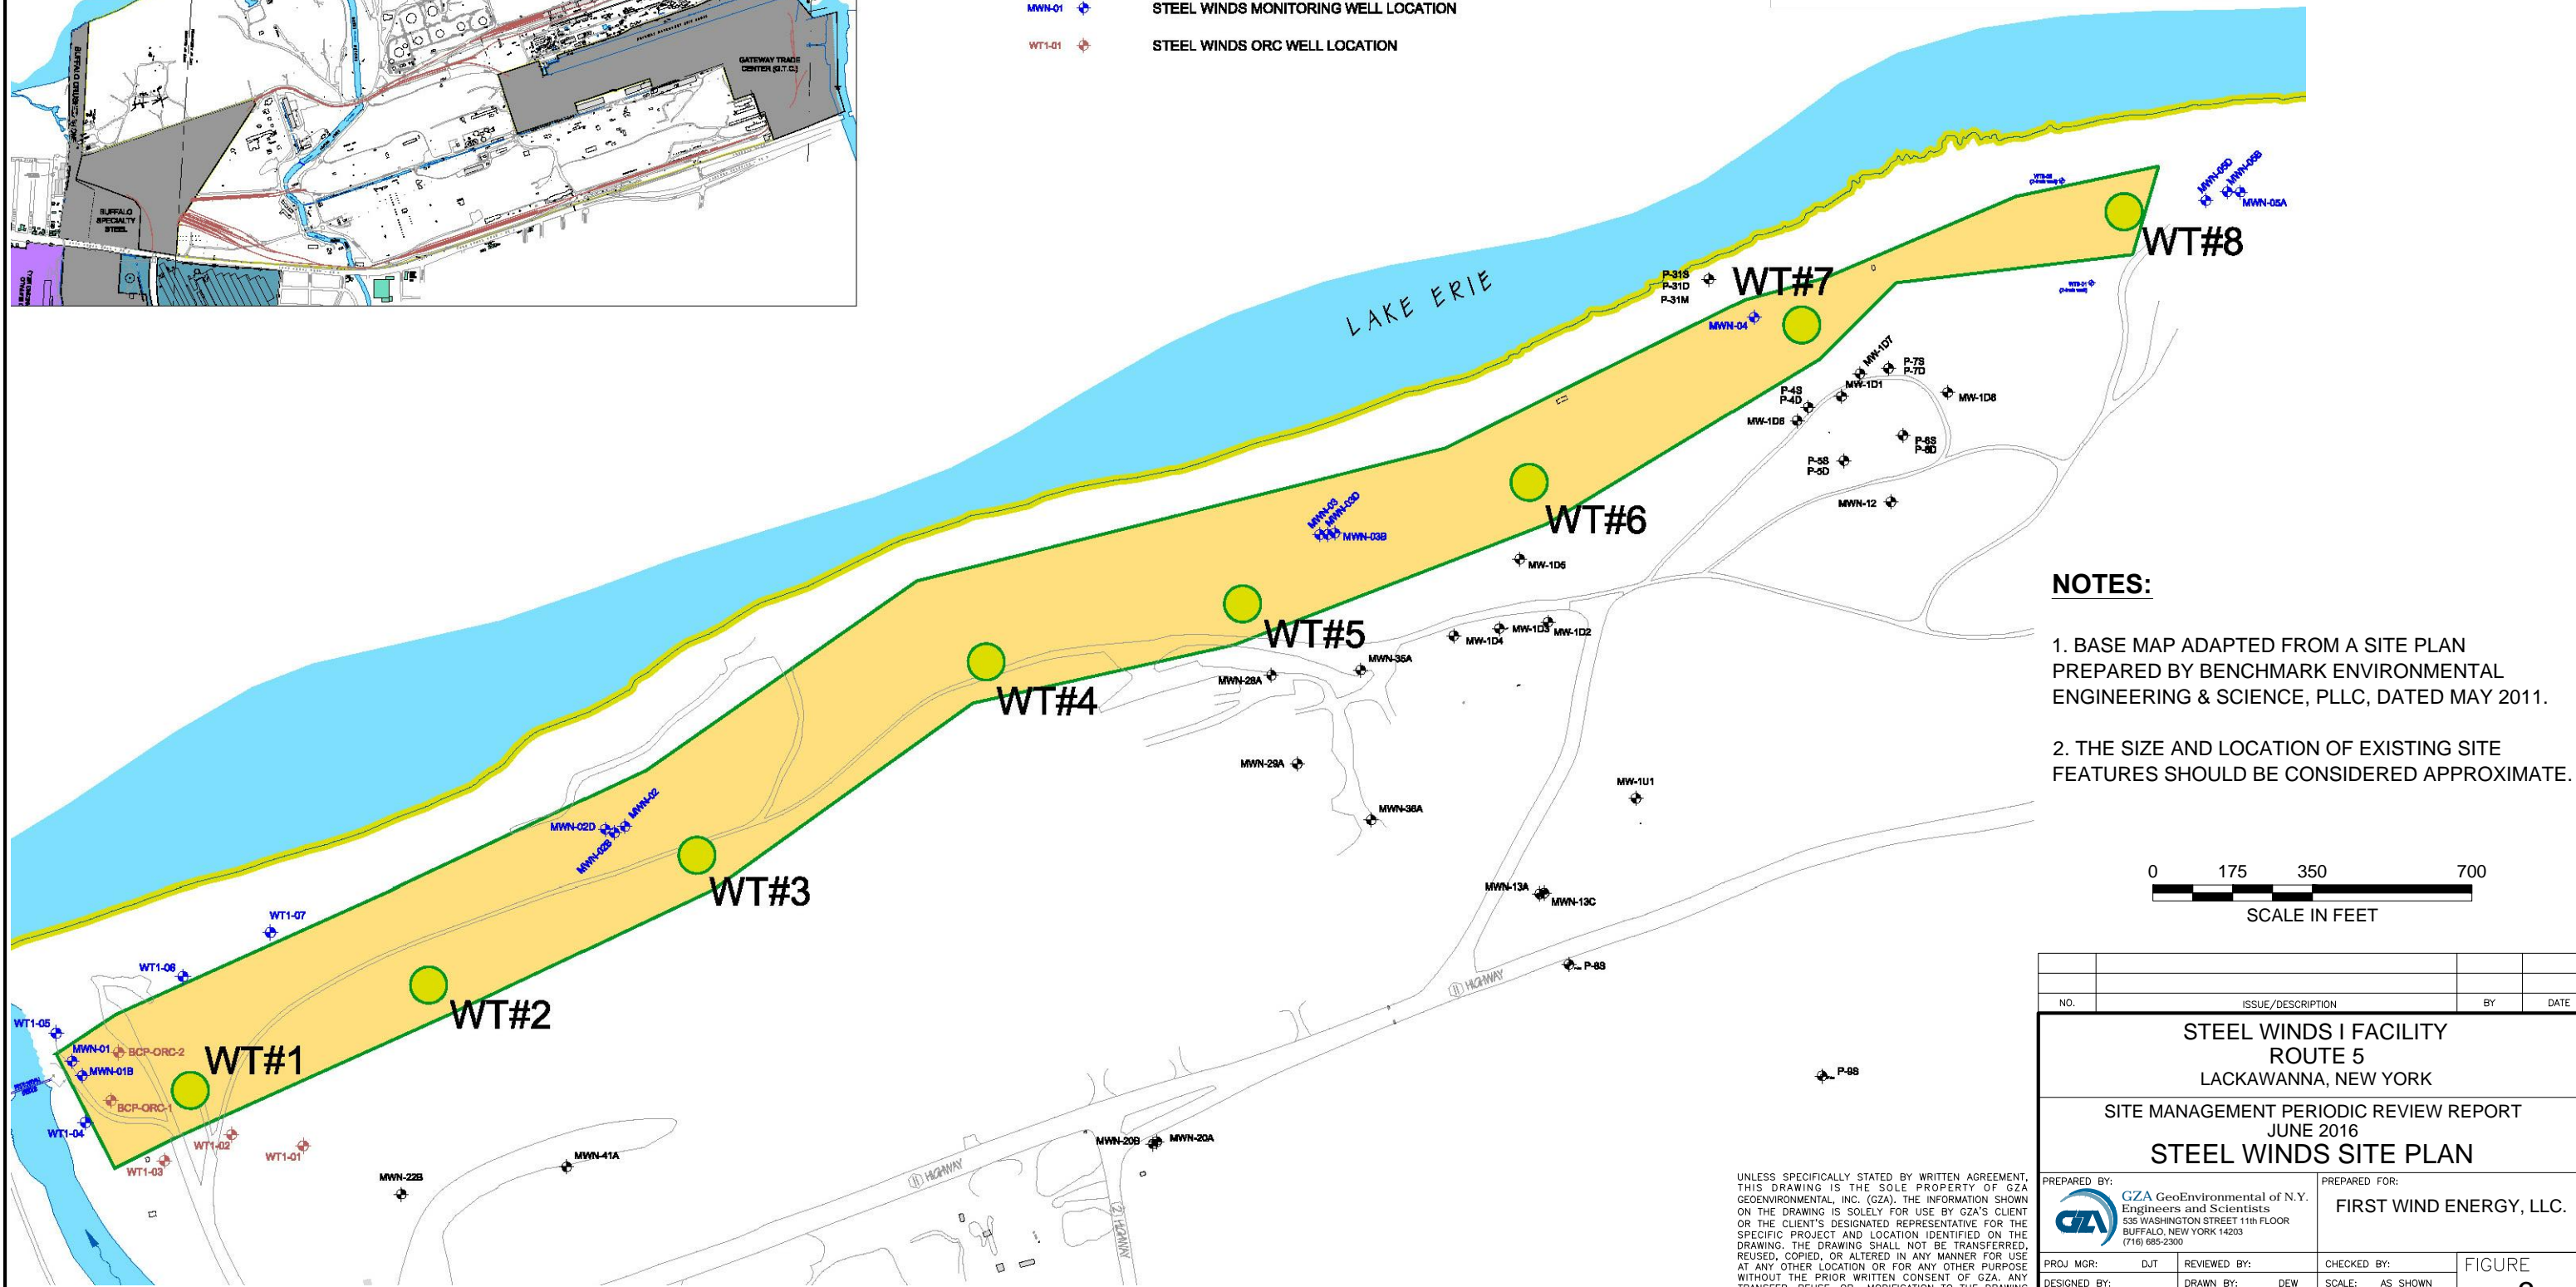 MWN-01
STEEL WINDS MONITORING WELL LOCATION
WT1-01
STEEL WINDS ORC WELL LOCATION
GATEWAY TRADE
CENTER (G.T.C.)
BUFFALO
SPECIALTY
STEEL
LAKE ERIE
MWN-05D
MWN-05B
MWN-05A
WT#8
P-31S
P-31D
P-31M
WT#7
MWN-04
MW-1D7
P-7S
P-7D
MW-1D1
P-4S
P-4D
MW-1D8
MWN-12
P-5S
P-5D
WT#6
MWN-03
MWN-03D
MWN-03B
MW-1D5
WT#5
MW-1D4
MW-1D3
MW-1D2
MWN-35A
MWN-28A
WT#4
MWN-29A
MWN-36A
MW-1U1
MWN-02
MWN-02D
MWN-02B
WT#3
MWN-13A
MWN-13C
WT1-07
WT1-06
P-8S
HIGHWAY
WT#2
WT1-05
MWN-01
BCP-ORC-2
MWN-01B
WT#1
BCP-ORC-1
P-9S
WT1-04
WT1-02
WT1-01
WT1-03
MWN-22B
MWN-41A
MWN-20B
MWN-20A
HIGHWAY
(2) HIGHWAY
NOTES:
1. BASE MAP ADAPTED FROM A SITE PLAN
PREPARED BY BENCHMARK ENVIRONMENTAL
ENGINEERING & SCIENCE, PLLC, DATED MAY 2011.
2. THE SIZE AND LOCATION OF EXISTING SITE
FEATURES SHOULD BE CONSIDERED APPROXIMATE.
0 175 350 700
SCALE IN FEET
NO. ISSUE/DESCRIPTION BY DATE
STEEL WINDS I FACILITY
ROUTE 5
LACKAWANNA, NEW YORK
SITE MANAGEMENT PERIODIC REVIEW REPORT
JUNE 2016
STEEL WINDS SITE PLAN
PREPARED BY:
GZA
GZA GeoEnvironmental of N.Y.
Engineers and Scientists
535 WASHINGTON STREET 11th FLOOR
BUFFALO, NEW YORK 14203
(716) 685-2300
PREPARED FOR:
FIRST WIND ENERGY, LLC.
PROJ MGR: DJT
REVIEWED BY:
CHECKED BY:
FIGURE
DESIGNED BY:
DRAWN BY: DEW
SCALE: AS SHOWN
UNLESS SPECIFICALLY STATED BY WRITTEN AGREEMENT,
THIS DRAWING IS THE SOLE PROPERTY OF GZA
GEOENVIRONMENTAL, INC. (GZA). THE INFORMATION SHOWN
ON THE DRAWING IS SOLELY FOR USE BY GZA'S CLIENT
OR THE CLIENT'S DESIGNATED REPRESENTATIVE FOR THE
SPECIFIC PROJECT AND LOCATION IDENTIFIED ON THE
DRAWING. THE DRAWING SHALL NOT BE TRANSFERRED,
REUSED, COPIED, OR ALTERED IN ANY MANNER FOR USE
AT ANY OTHER LOCATION OR FOR ANY OTHER PURPOSE
WITHOUT THE PRIOR WRITTEN CONSENT OF GZA. ANY